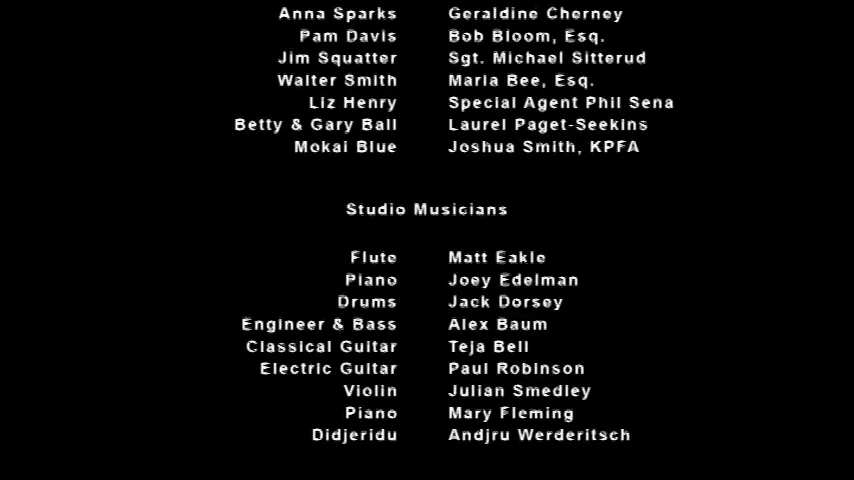 Anna Sparks Geraldine Cherney
Pam Davis Bob Bloom, Esq.
Jim Squatter Sgt. Michael Sitterud
Walter Smith Maria Bee, Esq.
Liz Henry Special Agent Phil Sena
Betty & Gary Ball Laurel Paget-Seekins
Mokai Blue Joshua Smith, KPFA
Studio Musicians
Flute Matt Eakle
Piano Joey Edelman
Drums Jack Dorsey
Engineer & Bass Alex Baum
Classical Guitar Teja Bell
Electric Guitar Paul Robinson
Violin Julian Smedley
Piano Mary Fleming
Didjeridu Andjru Werderitsch